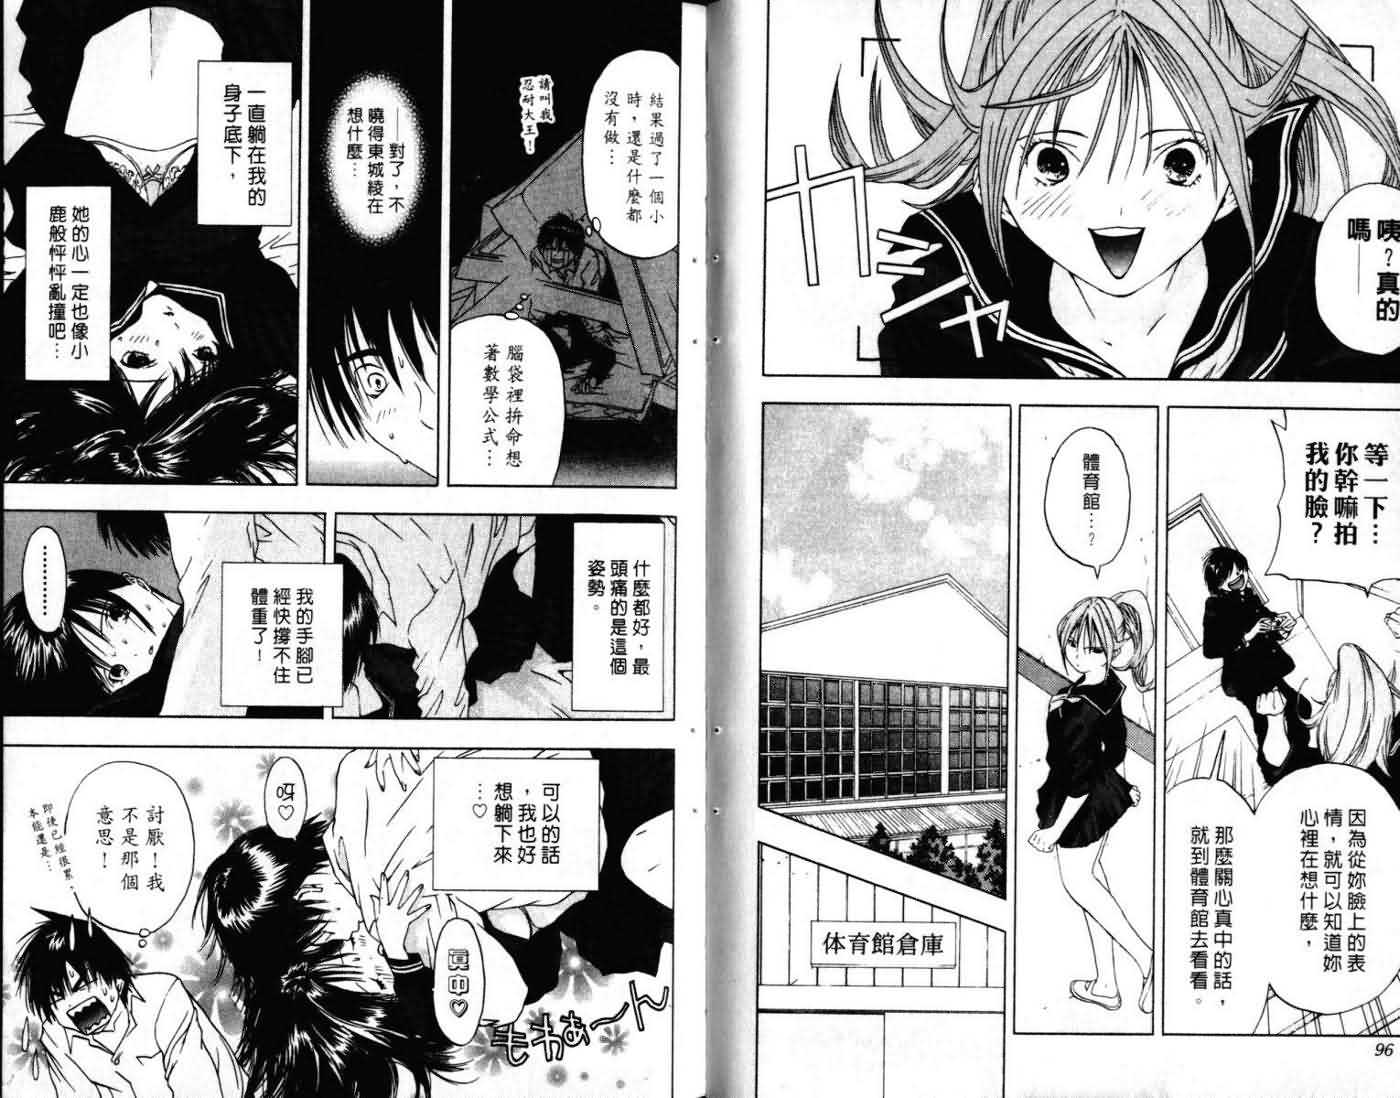 咦？真的
嗎——
カシャ
等一下…
你幹嘛拍
我的臉？
因為從妳臉上的表
情，就可以知道妳
心裡在想什麼，
那麼關心真中的話，
就到體育館去看看。
體育館…？
体育館倉庫
96
結果過了一個小
時，還是什麼都
沒有做…
請叫我
忍耐大王！
腦袋裡拚命想
著數學公式…
——對了，不
曉得東城綾在
想什麼…
一直躺在我的
身子底下，
她的心一定也像小
鹿般怦怦亂撞吧…
什麼都好，最
頭痛的是這個
姿勢。
我的手腳已
經快撐不住
體重了！
………
可以的話
，我也好
想躺下來
…♡
呀♡
真中♡
もわぁ〜ん
討厭！我
不是那個
意思！
即後已經很累，
本能還是…